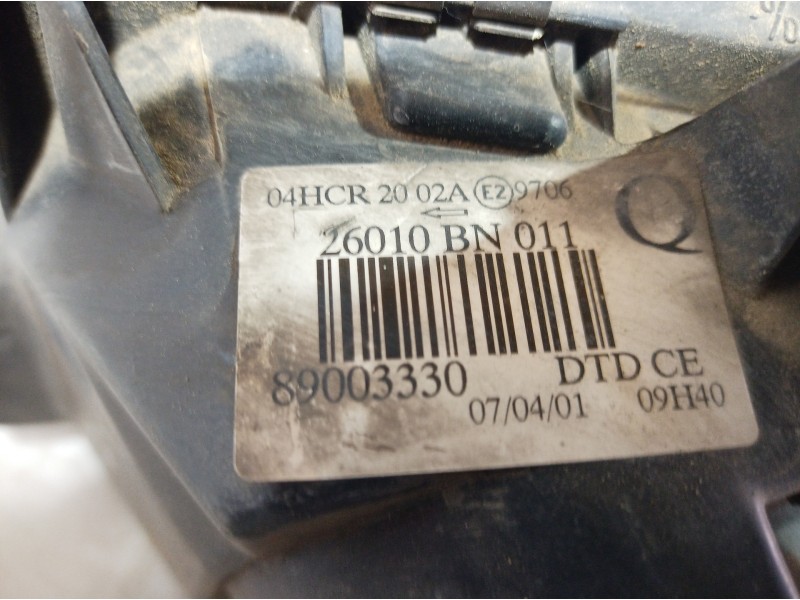 04HCR 20 02A E2 9706
26010 BN 011
Q
89003330 DTD CE
07/04/01 09H40